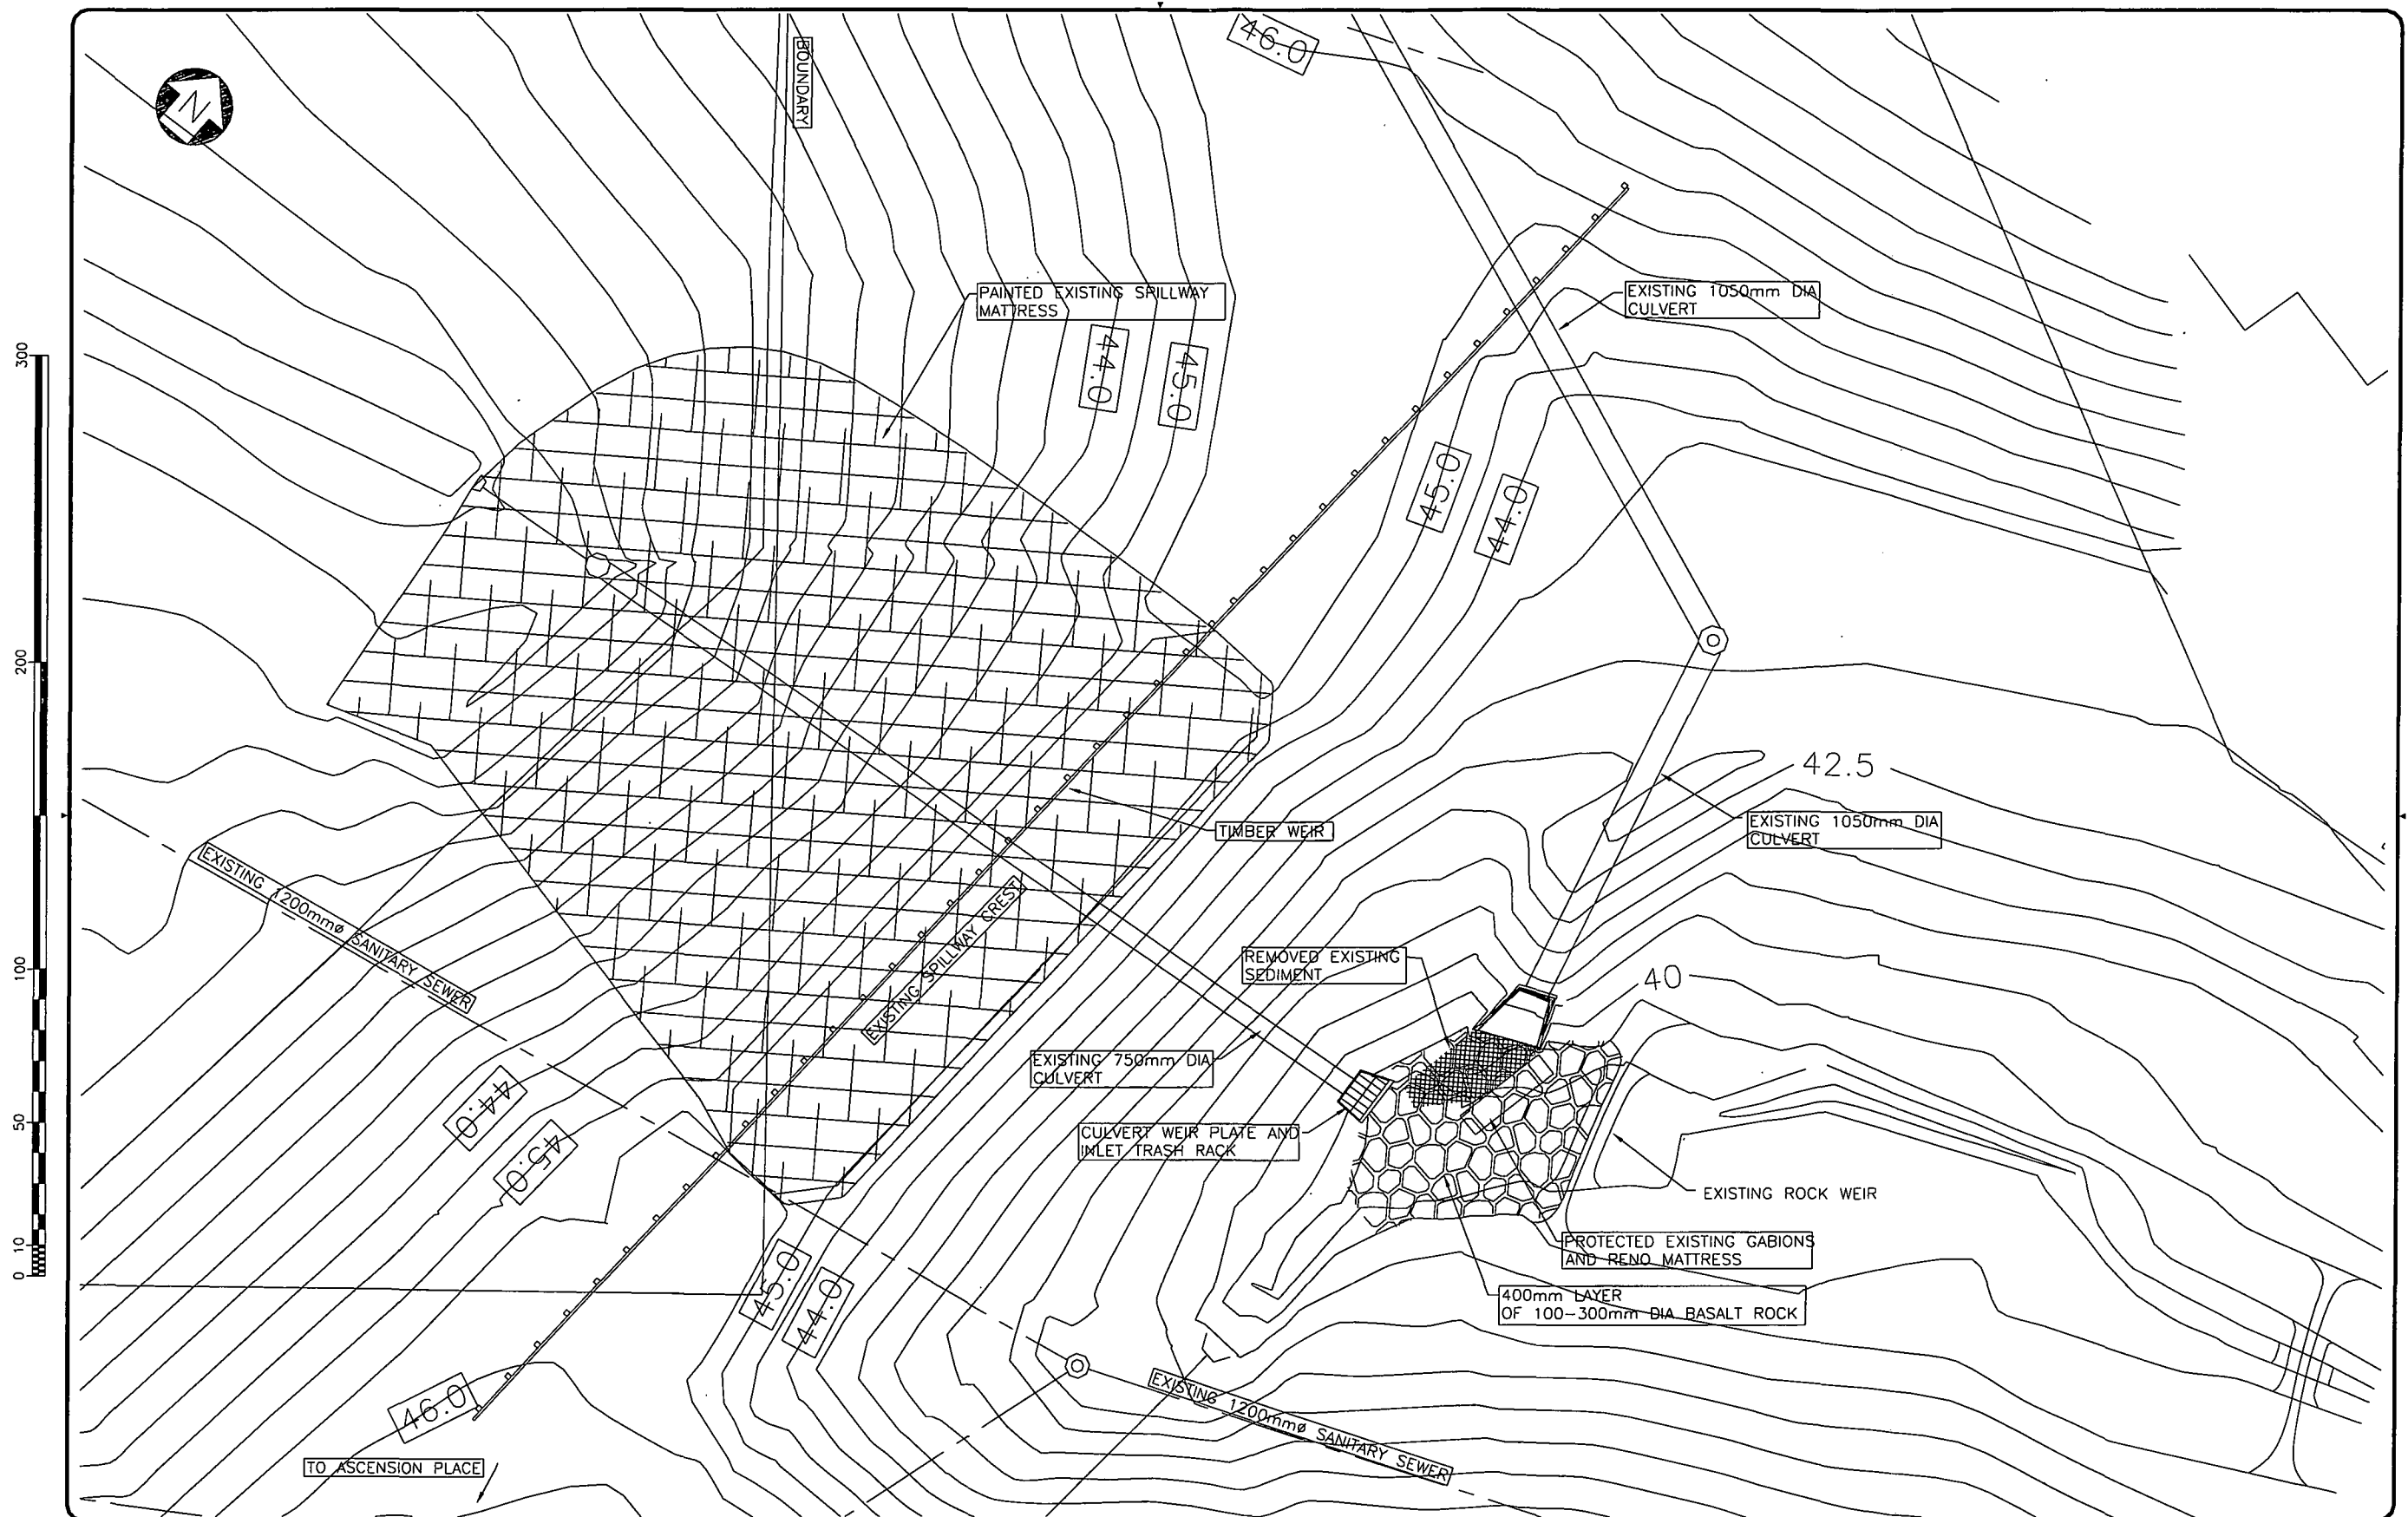 46.0
BOUNDARY
N
PAINTED EXISTING SPILLWAY
MATTRESS
EXISTING 1050mm DIA
CULVERT
44.0
45.0
45.0
44.0
300
200
100
50
10
0
42.5
TIMBER WEIR
EXISTING 1050mm DIA
CULVERT
EXISTING 1200mmø SANITARY SEWER
EXISTING SPILLWAY CREST
REMOVED EXISTING
SEDIMENT
40
EXISTING 750mm DIA
CULVERT
44.0
45.0
CULVERT WEIR PLATE AND
INLET TRASH RACK
EXISTING ROCK WEIR
PROTECTED EXISTING GABIONS
AND RENO MATTRESS
45.0
44.0
400mm LAYER
OF 100-300mm DIA BASALT ROCK
46.0
EXISTING 1200mmø SANITARY SEWER
TO ASCENSION PLACE